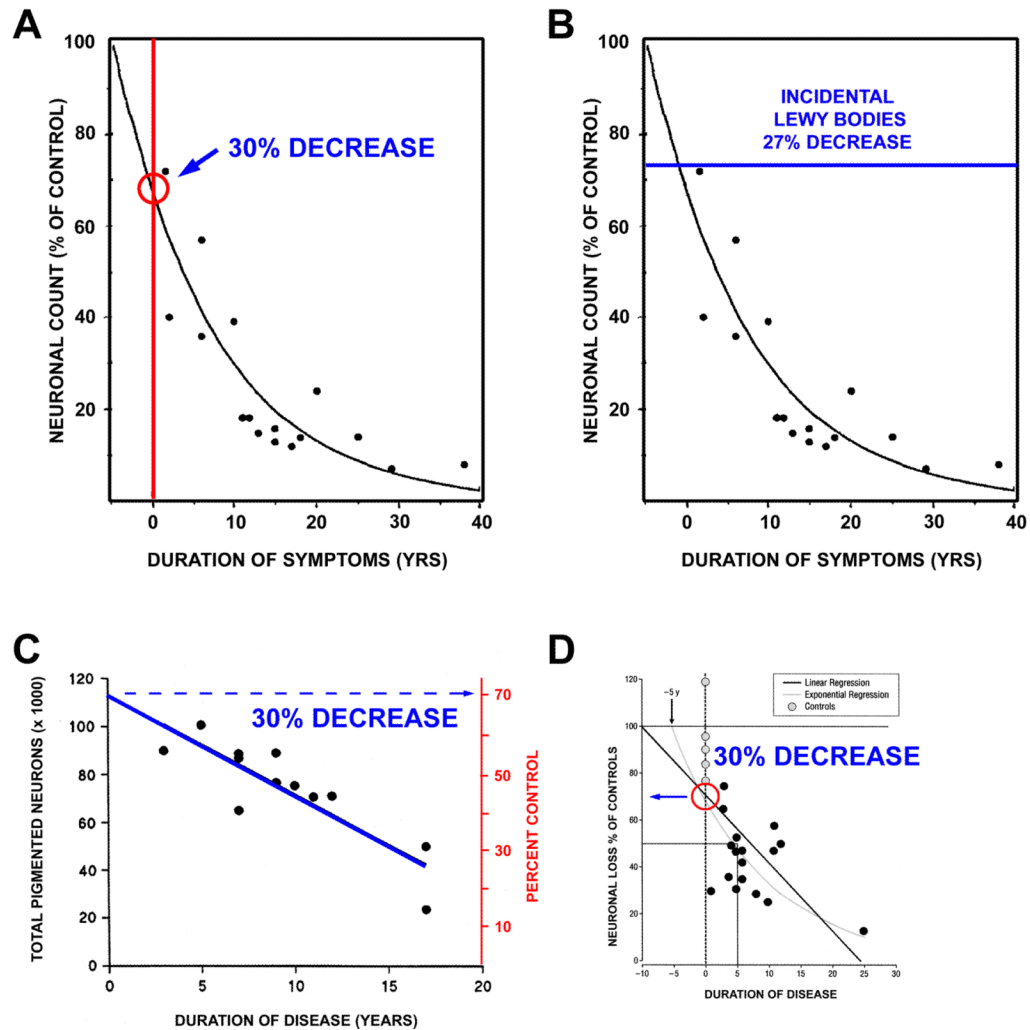 A
100
80
60
40
20
NEURONAL COUNT (% OF CONTROL)
30% DECREASE
0
10
20
30
40
DURATION OF SYMPTOMS (YRS)
B
100
80
60
40
20
NEURONAL COUNT (% OF CONTROL)
INCIDENTAL
LEWY BODIES
27% DECREASE
0
10
20
30
40
DURATION OF SYMPTOMS (YRS)
C
120
100
80
60
40
20
0
TOTAL PIGMENTED NEURONS (x 1000)
30% DECREASE
70
50
30
10
PERCENT CONTROL
0
5
10
15
20
DURATION OF DISEASE (YEARS)
D
120
100
80
60
40
20
0
NEURONAL LOSS % OF CONTROLS
–5 y
Linear Regression
Exponential Regression
Controls
30% DECREASE
–10
–5
0
5
10
15
20
25
30
DURATION OF DISEASE